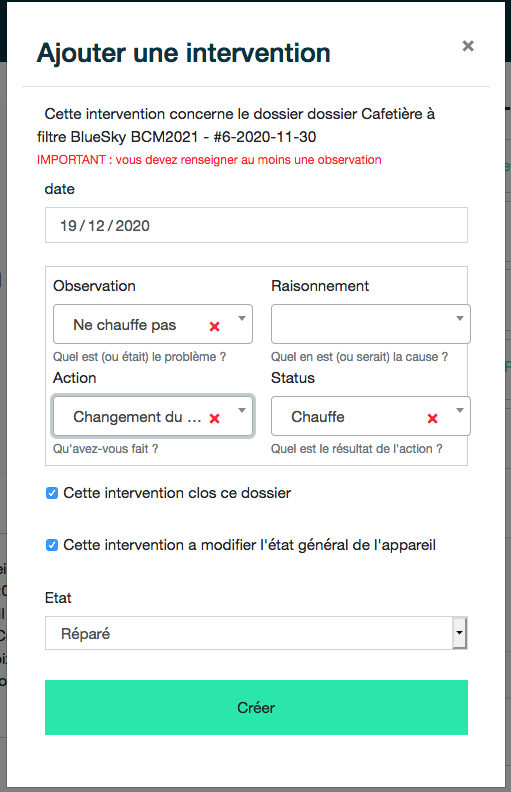 Ajouter une intervention
×
Cette intervention concerne le dossier dossier Cafetière à
filtre BlueSky BCM2021 - #6-2020-11-30
IMPORTANT : vous devez renseigner au moins une observation
date
19 / 12 / 2020
Observation
Raisonnement
Ne chauffe pas
Quel est (ou était) le problème ?
Quel en est (ou serait) la cause ?
Action
Status
Changement du ...
Chauffe
Qu'avez-vous fait ?
Quel est le résultat de l'action ?
Cette intervention clos ce dossier
Cette intervention a modifier l'état général de l'appareil
Etat
Réparé
Créer